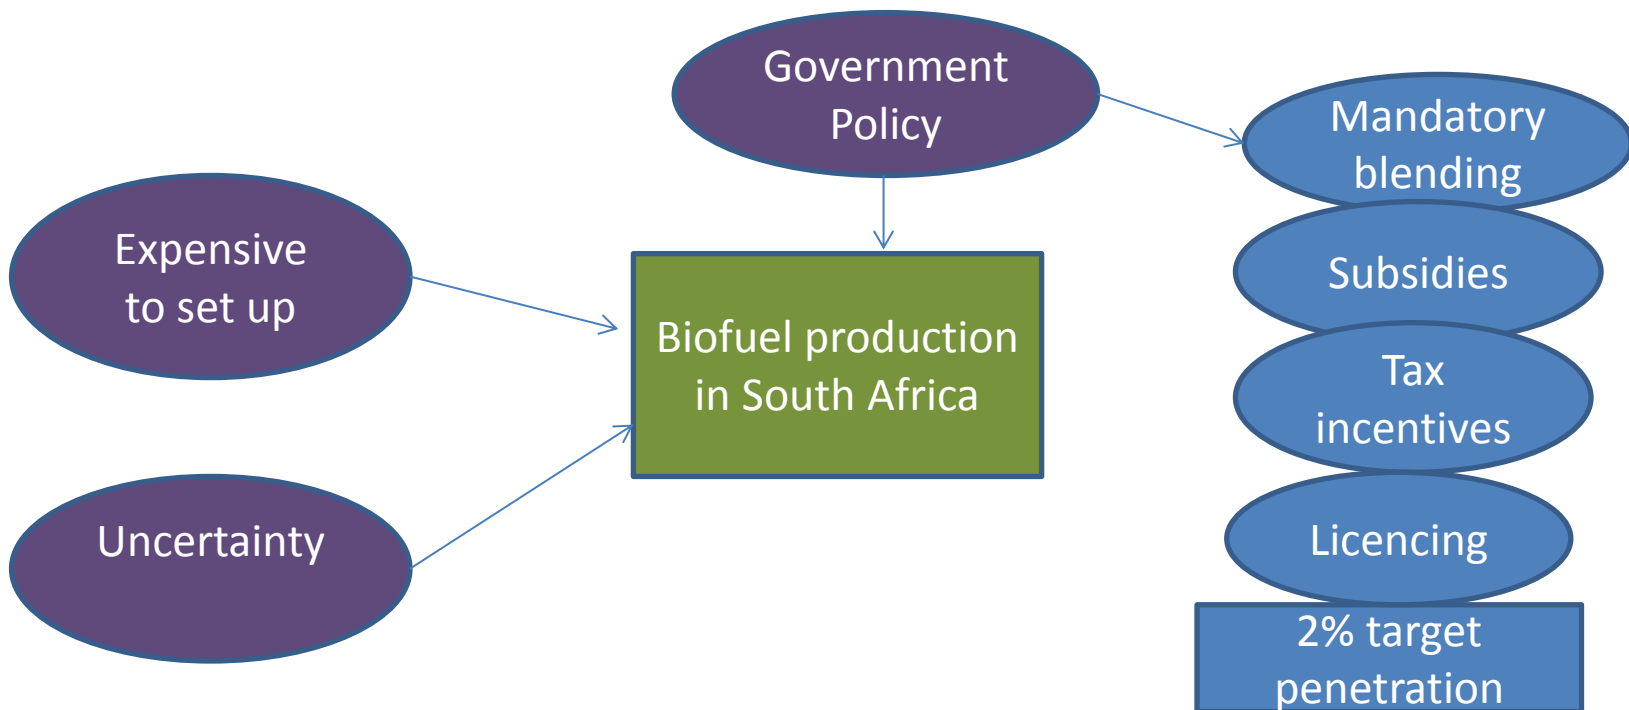 Government
Policy
Mandatory
blending
Expensive
to set up
Subsidies
Biofuel production
in South Africa
Tax
incentives
Uncertainty
Licencing
2% target
penetration